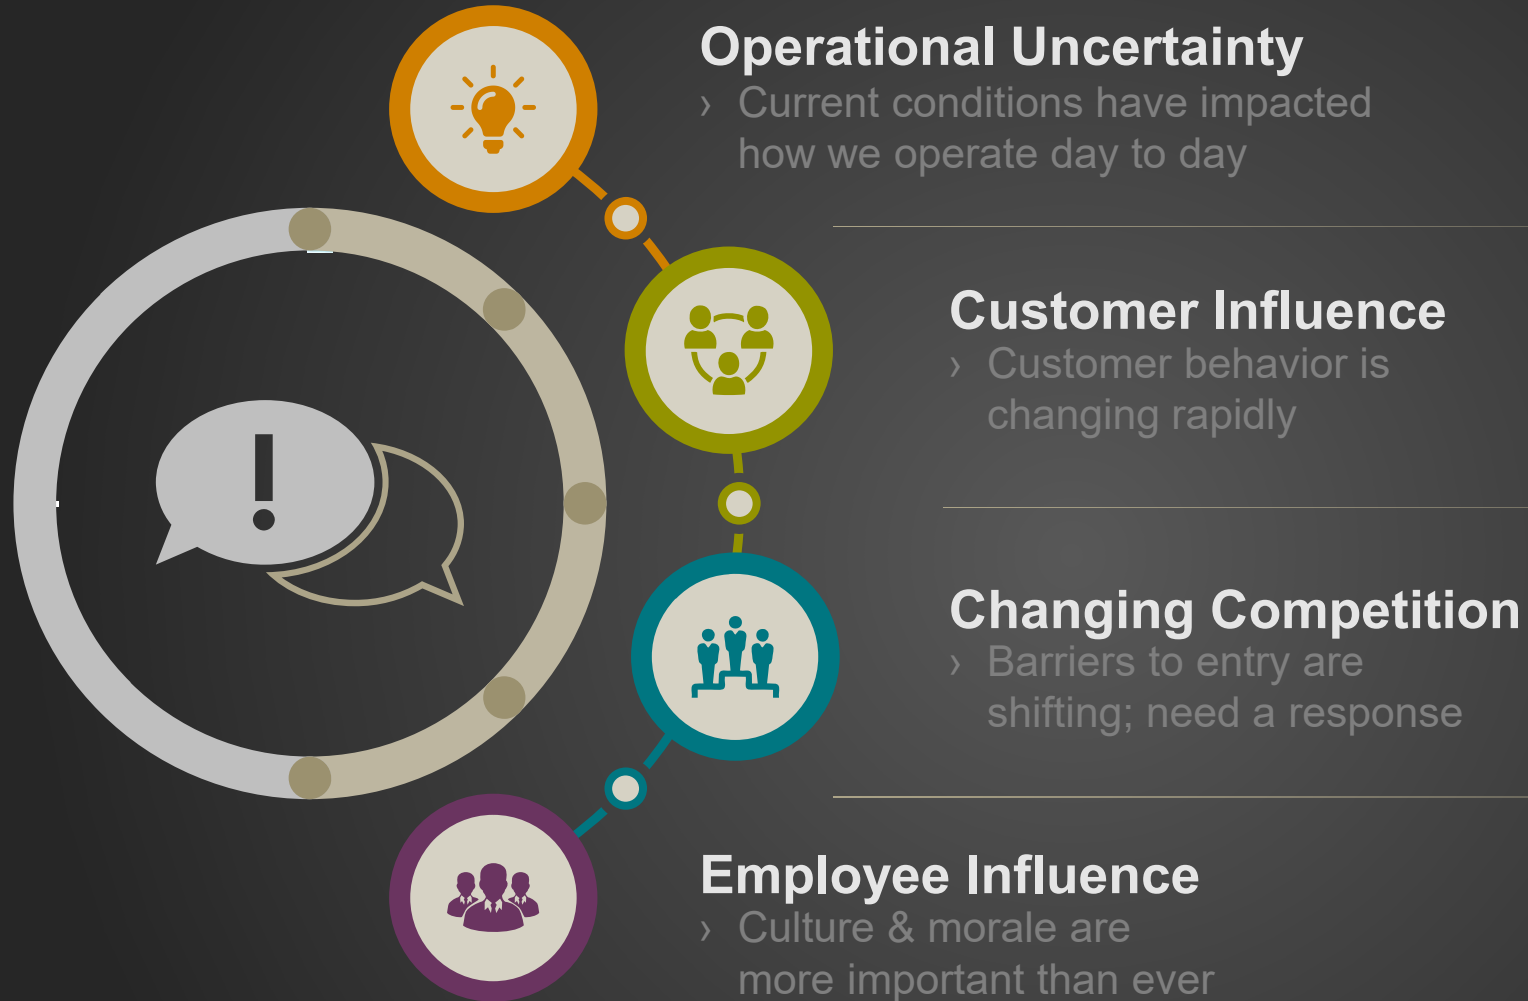 Operational Uncertainty
› Current conditions have impacted
how we operate day to day
Customer Influence
› Customer behavior is
changing rapidly
!
Changing Competition
› Barriers to entry are
shifting; need a response
Employee Influence
› Culture & morale are
more important than ever